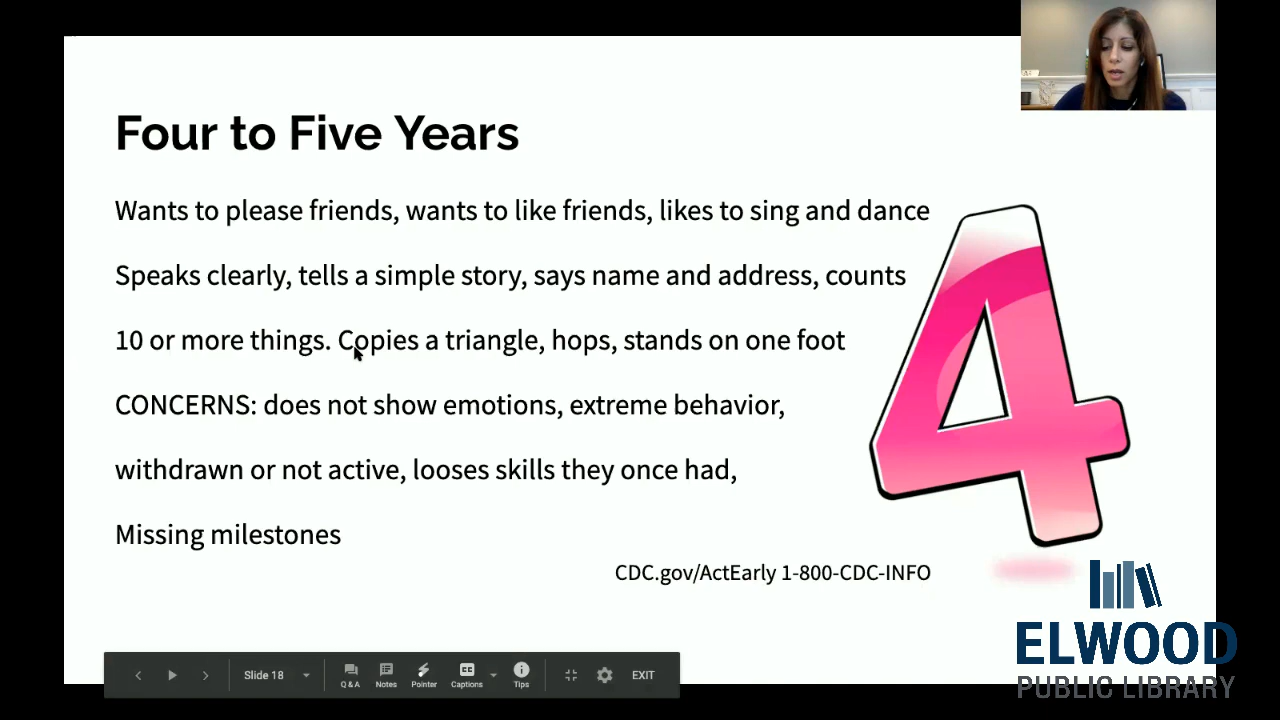 Four to Five Years
Wants to please friends, wants to like friends, likes to sing and dance
Speaks clearly, tells a simple story, says name and address, counts
10 or more things. Copies a triangle, hops, stands on one foot
CONCERNS: does not show emotions, extreme behavior,
withdrawn or not active, looses skills they once had,
Missing milestones
CDC.gov/ActEarly 1-800-CDC-INFO
4
ELWOOD
PUBLIC LIBRARY
Slide 18
Q & A
Notes
Pointer
CC
Captions
Tips
EXIT